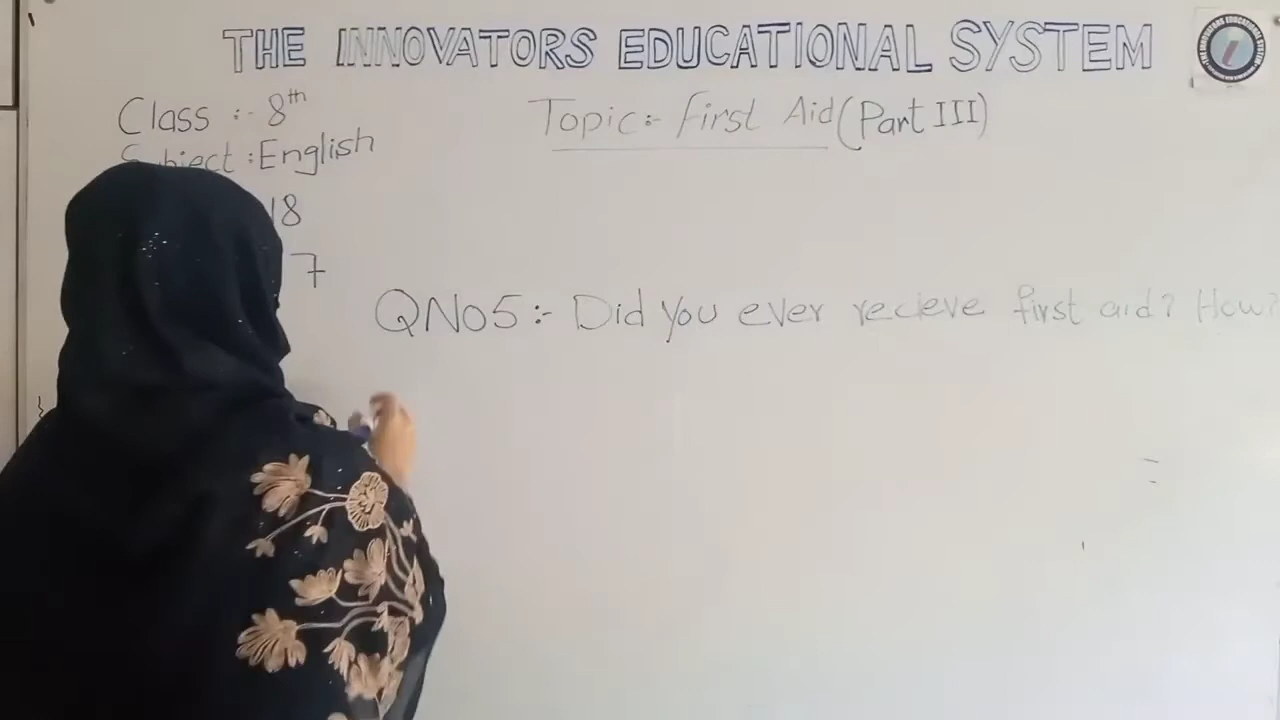 THE INNOVATORS EDUCATIONAL SYSTEM
Class :- 8th
Topic:- First Aid (Part III)
Subject :English
18
7
QNo5:- Did you ever recieve first aid? How?